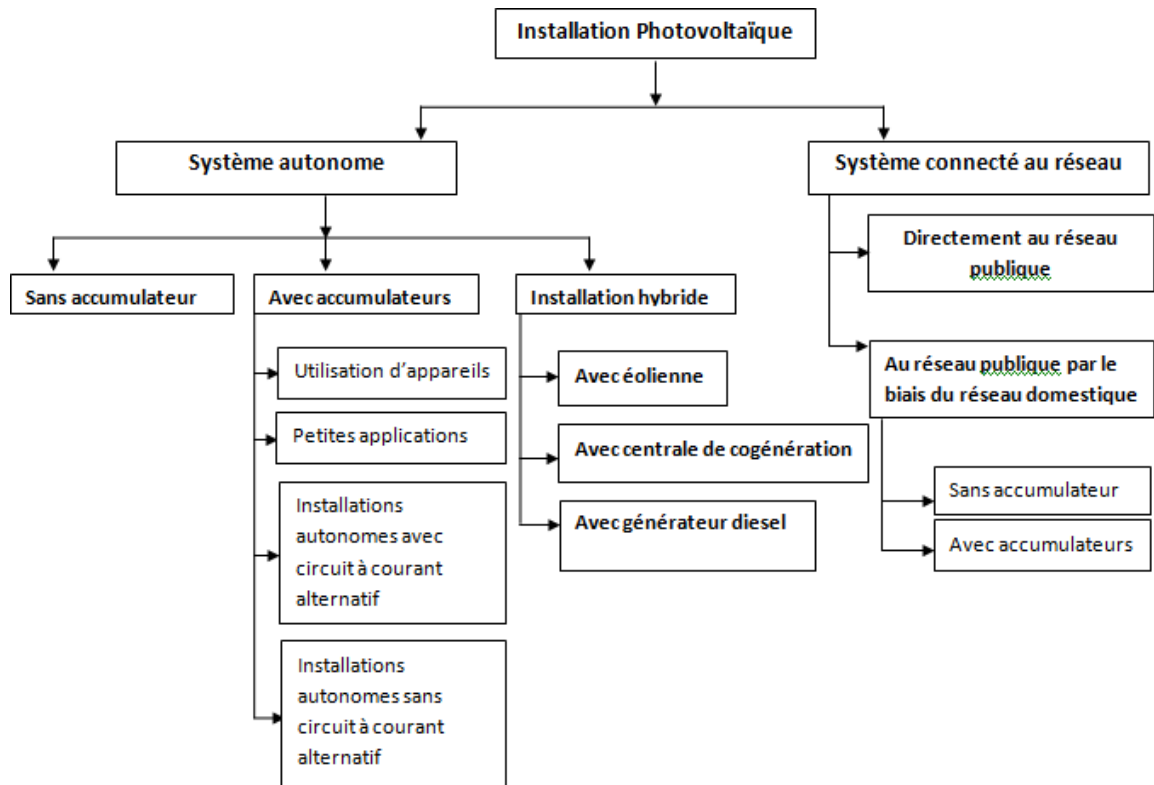 Installation Photovoltaïque
Système autonome
Système connecté au réseau
Sans accumulateur
Avec accumulateurs
Utilisation d'appareils
Petites applications
Installations
autonomes avec
circuit à courant
alternatif
Installations
autonomes sans
circuit à courant
alternatif
Installation hybride
Avec éolienne
Avec centrale de cogénération
Avec générateur diesel
Directement au réseau
publique
Au réseau publique par le
biais du réseau domestique
Sans accumulateur
Avec accumulateurs